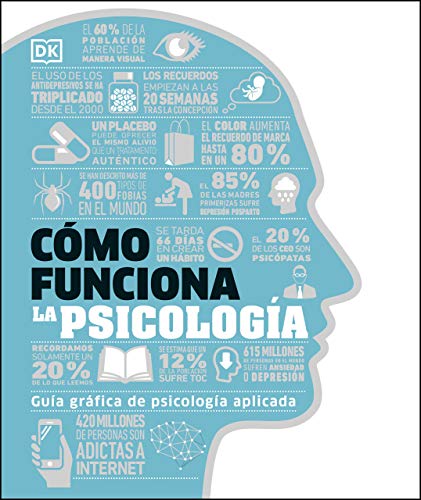 DK
EL 60% DE LA
POBLACIÓN
APRENDE DE
MANERA VISUAL
EL USO DE LOS
ANTIDEPRESIVOS SE HA
TRIPLICADO
DESDE EL 2000
LOS RECUERDOS
EMPIEZAN A LAS
20 SEMANAS
TRAS LA CONCEPCIÓN
UN PLACEBO
PUEDE OFRECER
EL MISMO ALIVIO
QUE UN TRATAMIENTO
AUTÉNTICO
EL COLOR AUMENTA
EL RECUERDO DE MARCA
HASTA
EN UN 80%
SE HAN DESCRITO MÁS DE
400 TIPOS DE
FOBIAS
EN EL MUNDO
EL 85%
DE LAS MADRES
PRIMERIZAS SUFRE
DEPRESIÓN POSPARTO
CÓMO
FUNCIONA
LA PSICOLOGÍA
SE TARDA
66 DÍAS
EN CREAR
UN HÁBITO
EL 20%
DE LOS CEO SON
PSICÓPATAS
RECORDAMOS
SOLAMENTE UN
20%
DE LO QUE LEEMOS
SE ESTIMA QUE UN
12%
DE LA POBLACIÓN
SUFRE TOC
615 MILLONES
DE PERSONAS EN EL MUNDO
SUFREN ANSIEDAD
O DEPRESIÓN
Guía gráfica de psicología aplicada
420 MILLONES
DE PERSONAS SON
ADICTAS A
INTERNET